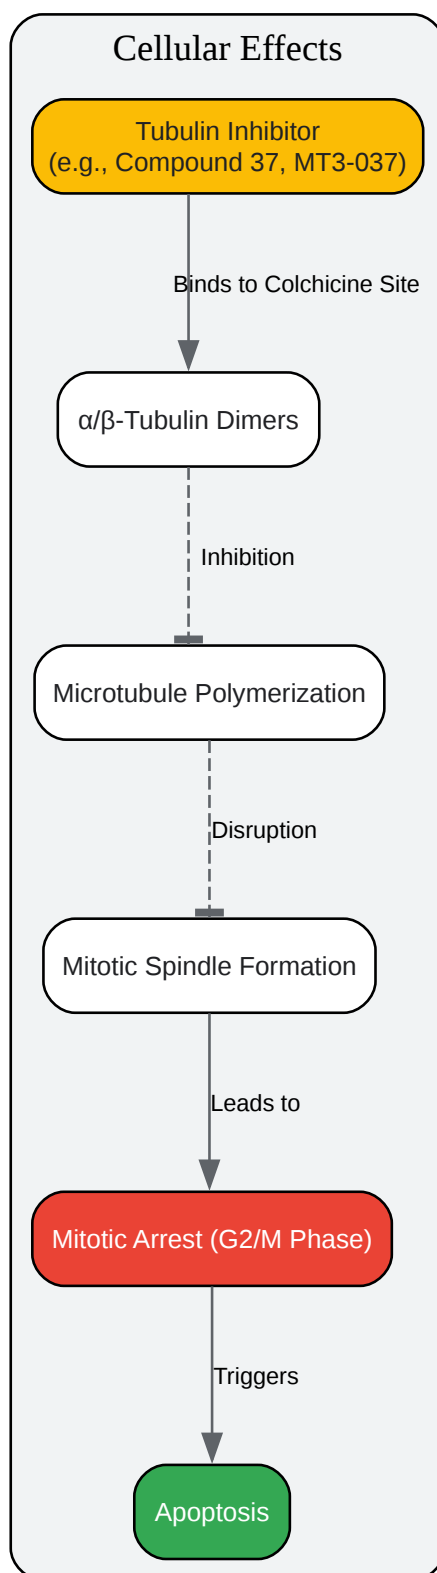 Cellular Effects
Tubulin Inhibitor
(e.g., Compound 37, MT3-037)
Binds to Colchicine Site
α/β-Tubulin Dimers
Inhibition
Microtubule Polymerization
Disruption
Mitotic Spindle Formation
Leads to
Mitotic Arrest (G2/M Phase)
Triggers
Apoptosis